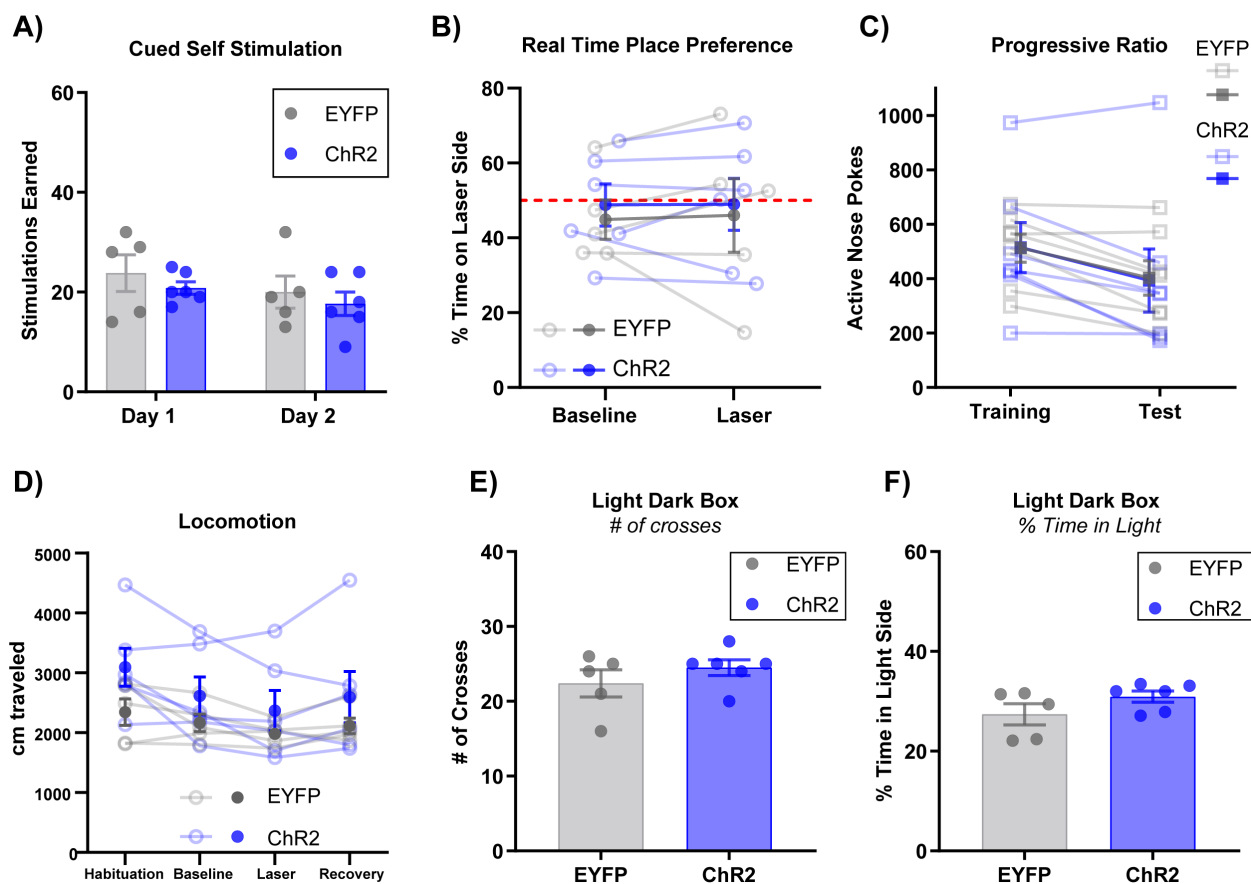 A)
Cued Self Stimulation
Stimulations Earned
60
40
20
0
EYFP
ChR2
Day 1
Day 2
B)
Real Time Place Preference
% Time on Laser Side
80
60
40
20
0
EYFP
ChR2
Baseline
Laser
C)
Progressive Ratio
EYFP
ChR2
Active Nose Pokes
1000
800
600
400
200
0
Training
Test
D)
Locomotion
cm traveled
5000
4000
3000
2000
1000
0
EYFP
ChR2
Habituation
Baseline
Laser
Recovery
E)
Light Dark Box
# of crosses
# of Crosses
40
30
20
10
0
EYFP
ChR2
EYFP
ChR2
F)
Light Dark Box
% Time in Light
% Time in Light Side
60
40
20
0
EYFP
ChR2
EYFP
ChR2